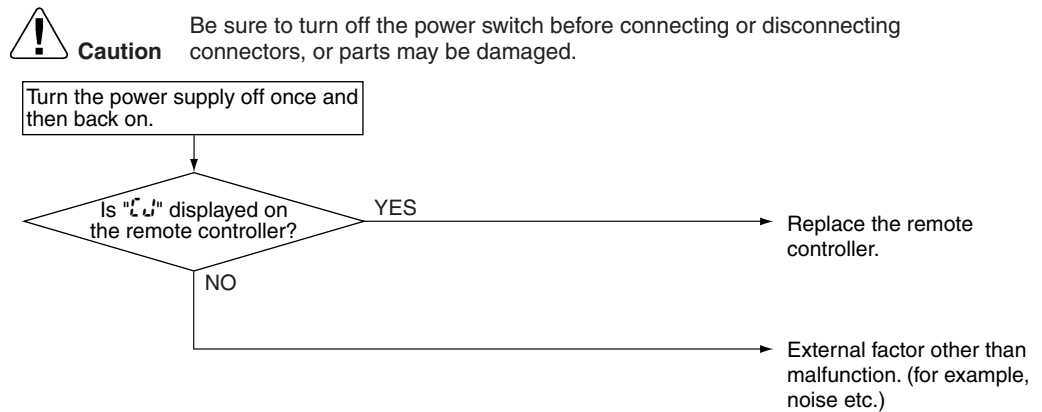 Be sure to turn off the power switch before connecting or disconnecting
Caution connectors, or parts may be damaged.
Turn the power supply off once and
then back on.
Is "CJ" displayed on
the remote controller?
YES
Replace the remote
controller.
NO
External factor other than
malfunction. (for example,
noise etc.)